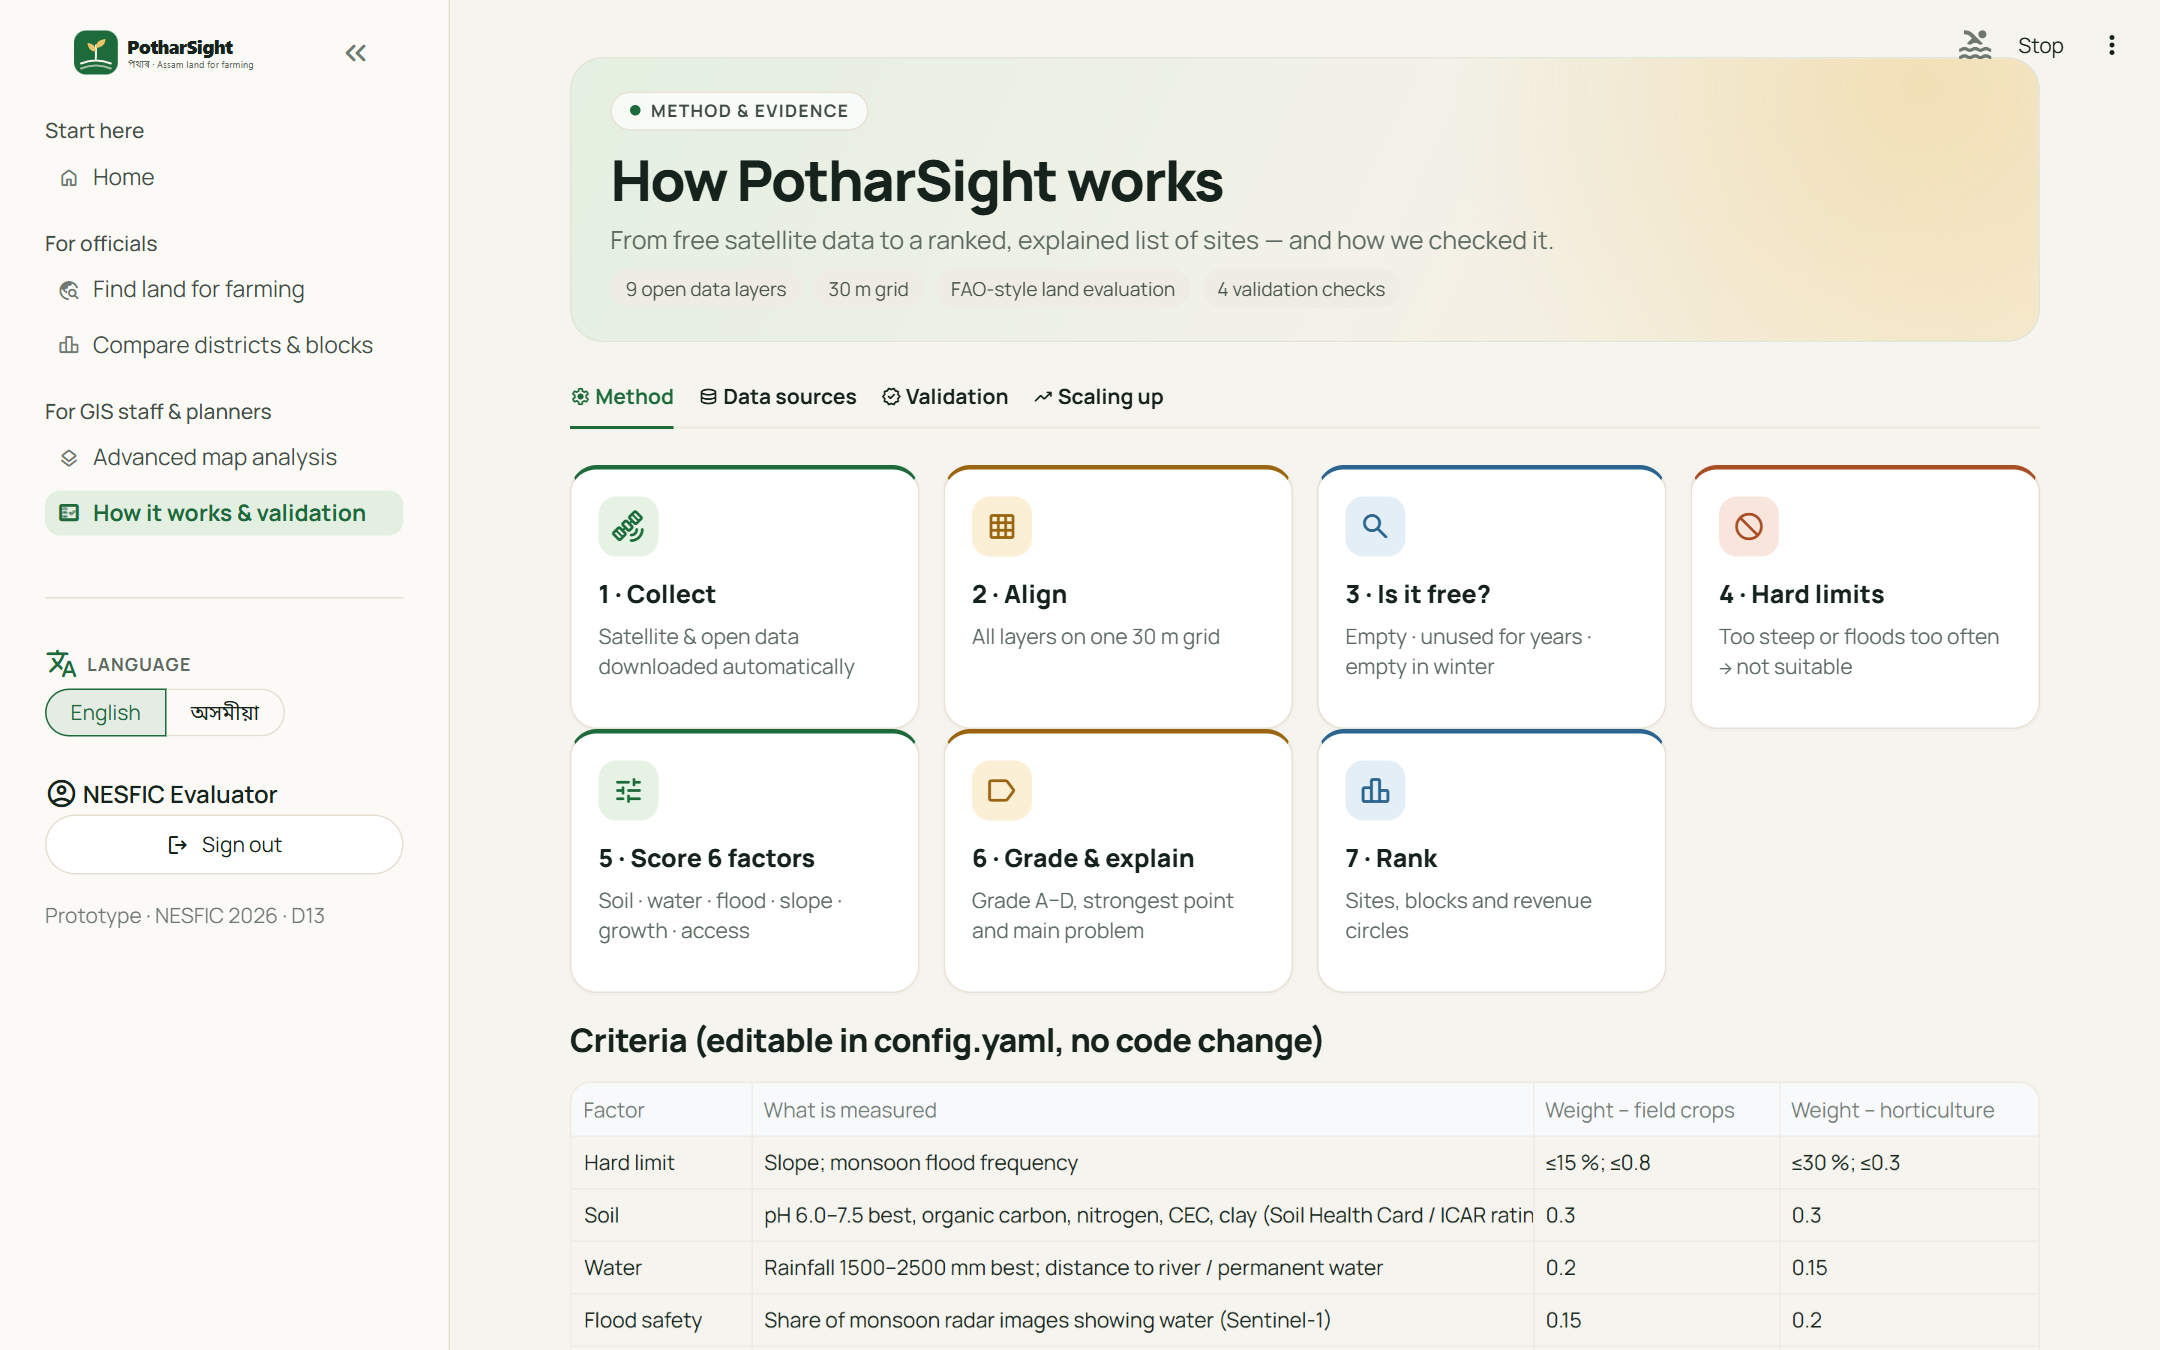 PotharSight
পথাৰ · Assam land for farming
Start here
Home
For officials
Find land for farming
Compare districts & blocks
For GIS staff & planners
Advanced map analysis
How it works & validation
LANGUAGE
English
অসমীয়া
NESFIC Evaluator
Sign out
Prototype · NESFIC 2026 · D13
Stop
METHOD & EVIDENCE
How PotharSight works
From free satellite data to a ranked, explained list of sites — and how we checked it.
9 open data layers
30 m grid
FAO-style land evaluation
4 validation checks
Method
Data sources
Validation
Scaling up
1 · Collect
Satellite & open data
downloaded automatically
2 · Align
All layers on one 30 m grid
3 · Is it free?
Empty · unused for years ·
empty in winter
4 · Hard limits
Too steep or floods too often
→ not suitable
5 · Score 6 factors
Soil · water · flood · slope ·
growth · access
6 · Grade & explain
Grade A–D, strongest point
and main problem
7 · Rank
Sites, blocks and revenue
circles
Criteria (editable in config.yaml, no code change)
Factor What is measured Weight – field crops Weight – horticulture
Hard limit Slope; monsoon flood frequency ≤15 %; ≤0.8 ≤30 %; ≤0.3
Soil pH 6.0–7.5 best, organic carbon, nitrogen, CEC, clay (Soil Health Card / ICAR ratin 0.3 0.3
Water Rainfall 1500–2500 mm best; distance to river / permanent water 0.2 0.15
Flood safety Share of monsoon radar images showing water (Sentinel-1) 0.15 0.2